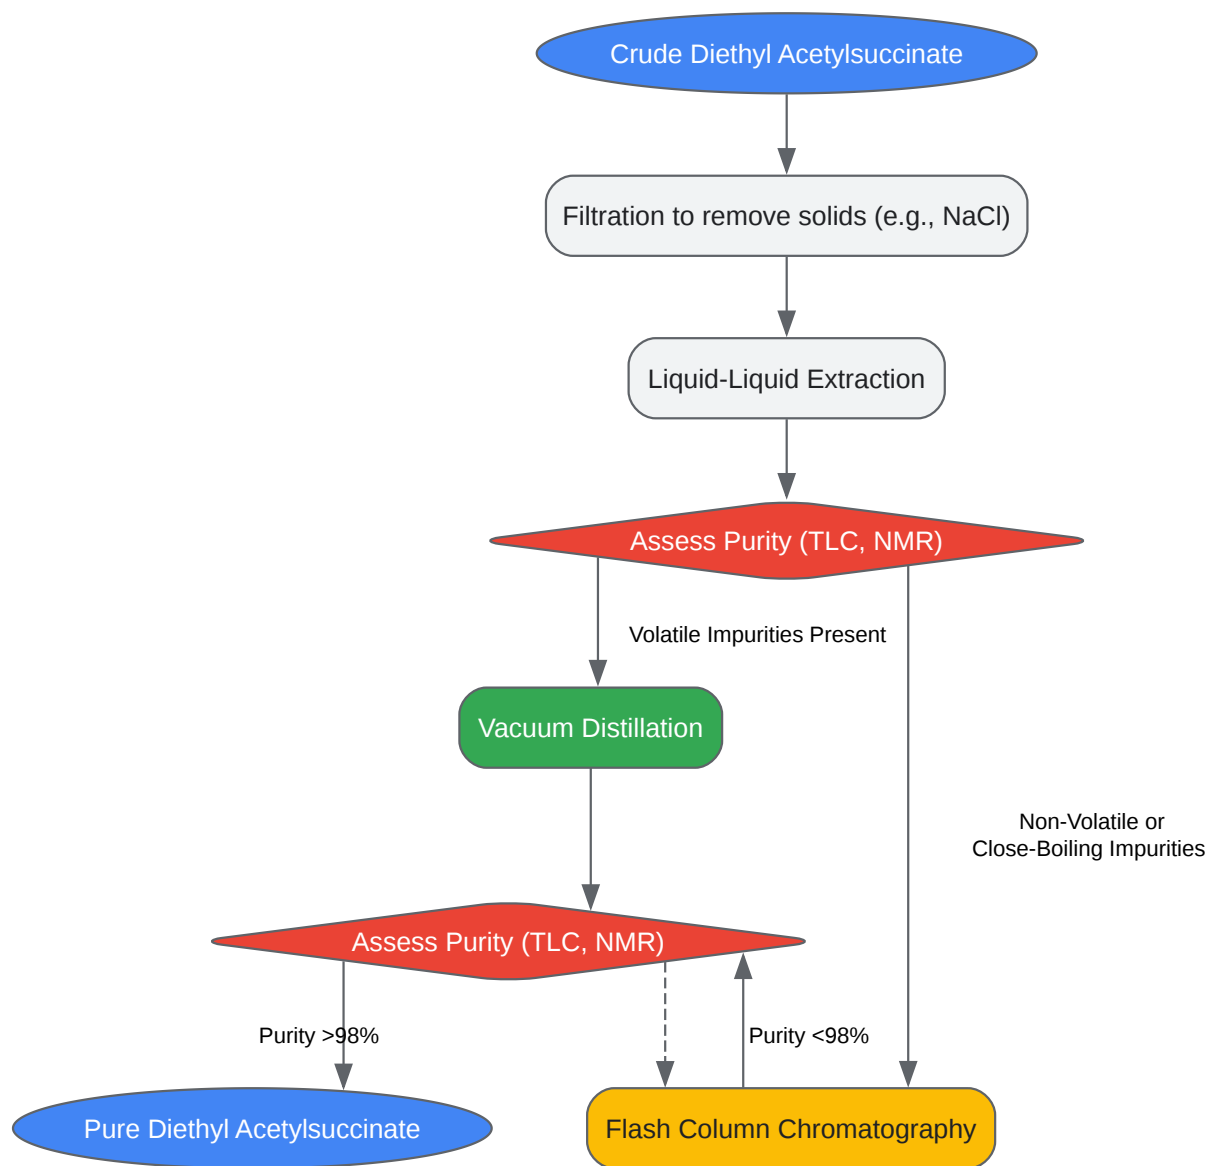 Crude Diethyl Acetylsuccinate
Filtration to remove solids (e.g., NaCl)
Liquid-Liquid Extraction
Assess Purity (TLC, NMR)
Volatile Impurities Present
Vacuum Distillation
Non-Volatile or
Close-Boiling Impurities
Assess Purity (TLC, NMR)
Purity >98%
Purity <98%
Pure Diethyl Acetylsuccinate
Flash Column Chromatography